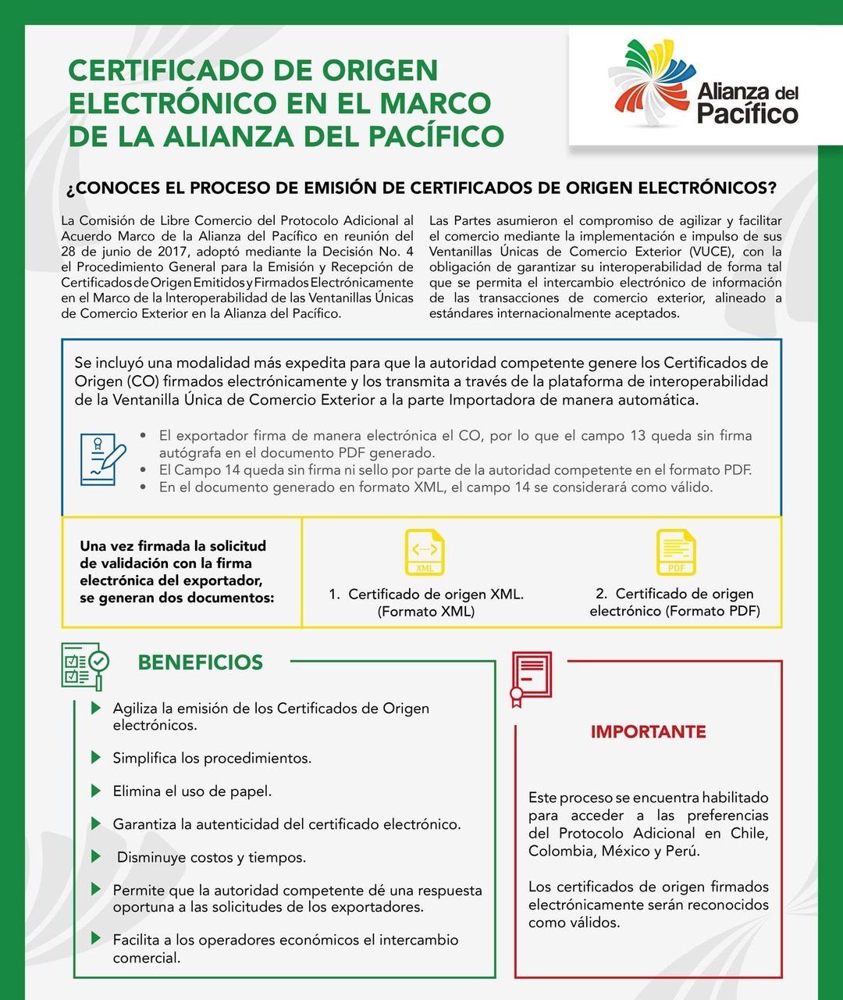 CERTIFICADO DE ORIGEN
ELECTRÓNICO EN EL MARCO
DE LA ALIANZA DEL PACÍFICO
Alianza del
Pacífico
¿CONOCES EL PROCESO DE EMISIÓN DE CERTIFICADOS DE ORIGEN ELECTRÓNICOS?
La Comisión de Libre Comercio del Protocolo Adicional al
Acuerdo Marco de la Alianza del Pacífico en reunión del
28 de junio de 2017, adoptó mediante la Decisión No. 4
el Procedimiento General para la Emisión y Recepción de
Certificados de Origen Emitidos y Firmados Electrónicamente
en el Marco de la Interoperabilidad de las Ventanillas Únicas
de Comercio Exterior en la Alianza del Pacífico.
Las Partes asumieron el compromiso de agilizar y facilitar
el comercio mediante la implementación e impulso de sus
Ventanillas Únicas de Comercio Exterior (VUCE), con la
obligación de garantizar su interoperabilidad de forma tal
que se permita el intercambio electrónico de información
de las transacciones de comercio exterior, alineado a
estándares internacionalmente aceptados.
Se incluyó una modalidad más expedita para que la autoridad competente genere los Certificados de
Origen (CO) firmados electrónicamente y los transmita a través de la plataforma de interoperabilidad
de la Ventanilla Única de Comercio Exterior a la parte Importadora de manera automática.
• El exportador firma de manera electrónica el CO, por lo que el campo 13 queda sin firma
autógrafa en el documento PDF generado.
• El Campo 14 queda sin firma ni sello por parte de la autoridad competente en el formato PDF.
• En el documento generado en formato XML, el campo 14 se considerará como válido.
Una vez firmada la solicitud
de validación con la firma
electrónica del exportador,
se generan dos documentos:
XML
1. Certificado de origen XML.
(Formato XML)
PDF
2. Certificado de origen
electrónico (Formato PDF)
BENEFICIOS
Agiliza la emisión de los Certificados de Origen
electrónicos.
Simplifica los procedimientos.
Elimina el uso de papel.
Garantiza la autenticidad del certificado electrónico.
Disminuye costos y tiempos.
Permite que la autoridad competente dé una respuesta
oportuna a las solicitudes de los exportadores.
Facilita a los operadores económicos el intercambio
comercial.
IMPORTANTE
Este proceso se encuentra habilitado
para acceder a las preferencias
del Protocolo Adicional en Chile,
Colombia, México y Perú.
Los certificados de origen firmados
electrónicamente serán reconocidos
como válidos.